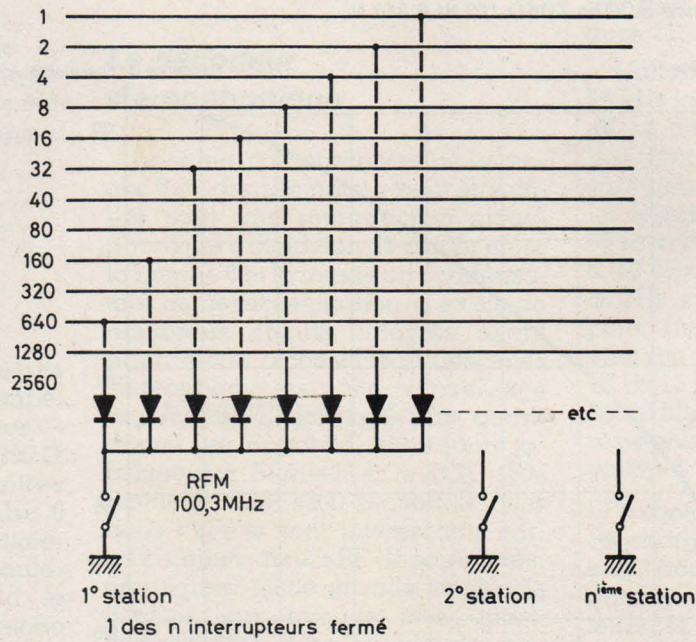 1
2
4
8
16
32
40
80
160
320
640
1280
2560
etc
RFM
100,3MHz
1° station
2° station
nième station
1 des n interrupteurs fermé